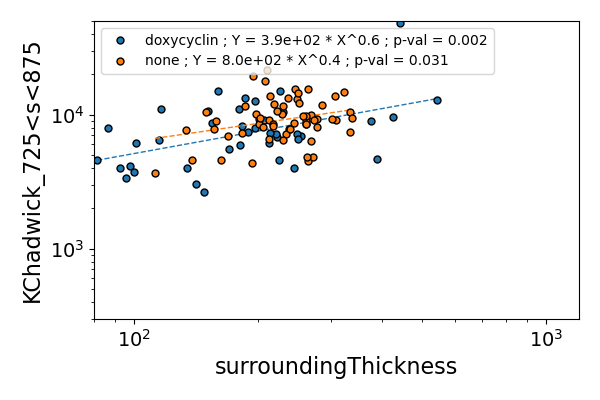 doxycyclin ; Y = 3.9e+02 * X^0.6 ; p-val = 0.002
none ; Y = 8.0e+02 * X^0.4 ; p-val = 0.031
KChadwick_725<s<875
10^4
10^3
10^2
10^3
surroundingThickness